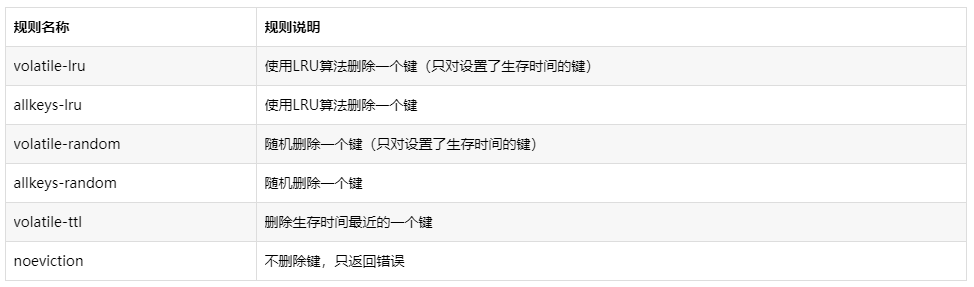 规则名称 规则说明
volatile-lru 使用LRU算法删除一个键（只对设置了生存时间的键）
allkeys-lru 使用LRU算法删除一个键
volatile-random 随机删除一个键（只对设置了生存时间的键）
allkeys-random 随机删除一个键
volatile-ttl 删除生存时间最近的一个键
noeviction 不删除键，只返回错误